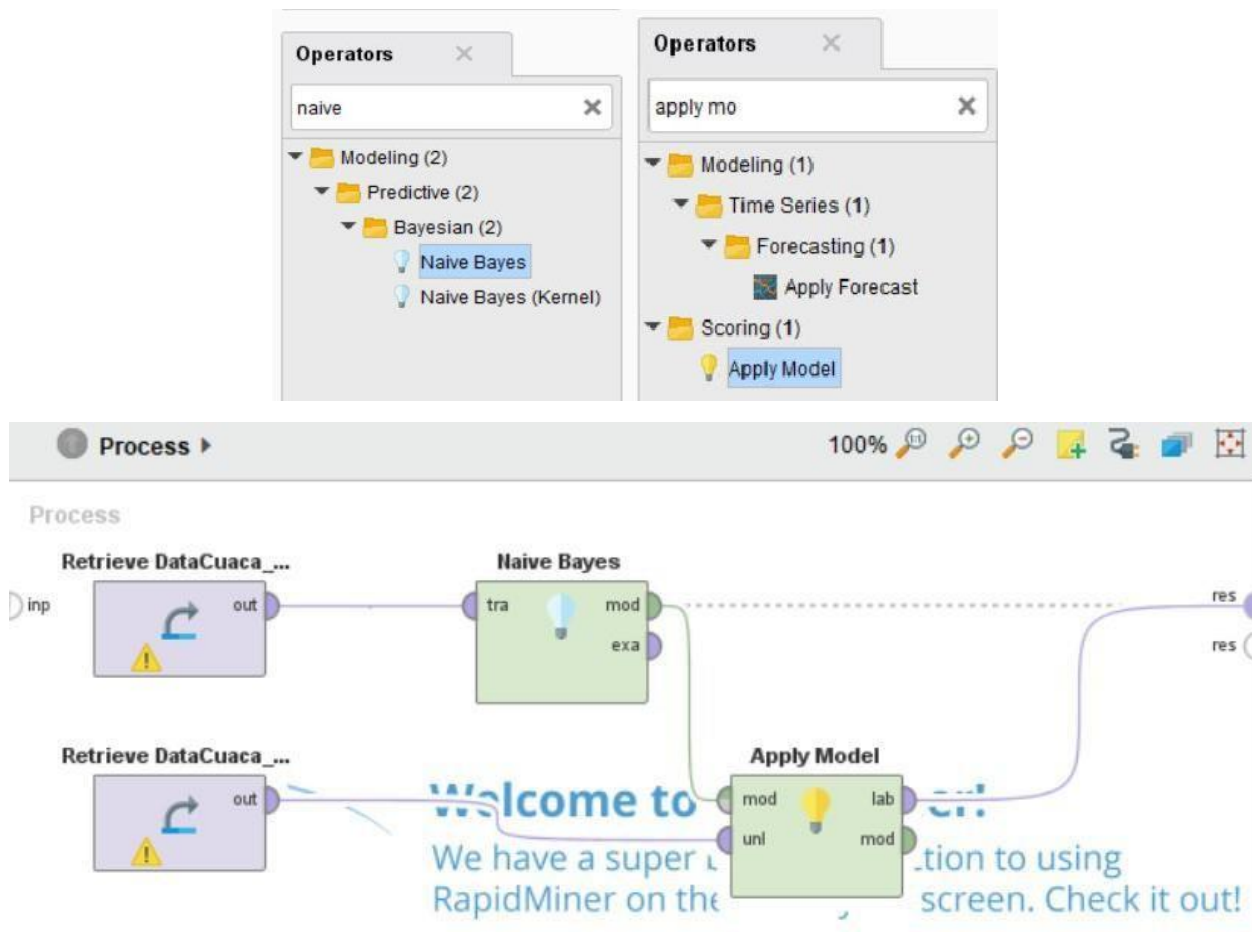 Operators
naive
Modeling (2)
Predictive (2)
Bayesian (2)
Naive Bayes
Naive Bayes (Kernel)
Operators
apply mo
Modeling (1)
Time Series (1)
Forecasting (1)
Apply Forecast
Scoring (1)
Apply Model
Process
100%
Process
Retrieve DataCuaca_...
Naive Bayes
inp
out
tra
mod
res
exa
res
Retrieve DataCuaca_...
Apply Model
out
mod
lab
unl
mod
Welcome to er!
We have a super tion to using
RapidMiner on the screen. Check it out!